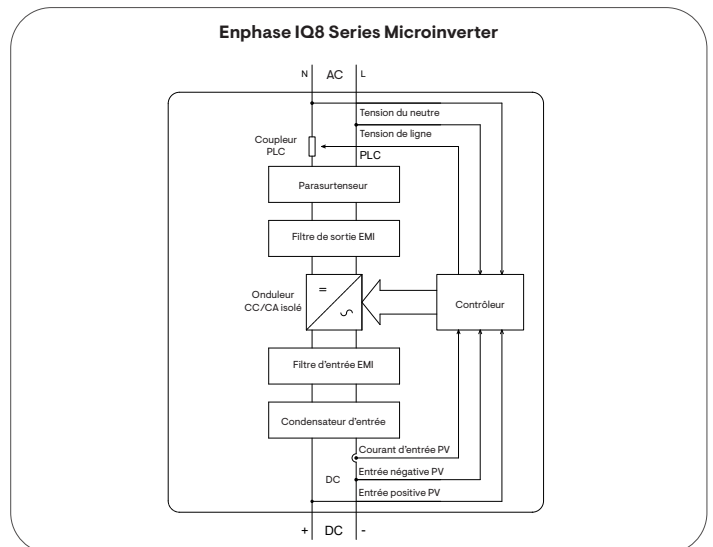 Enphase IQ8 Series Microinverter
N AC L
Tension du neutre
Tension de ligne
Coupleur
PLC
PLC
Parasurtenseur
Filtre de sortie EMI
Onduleur
CC/CA isolé
=
∿
Contrôleur
Filtre d'entrée EMI
Condensateur d'entrée
Courant d'entrée PV
DC
Entrée négative PV
Entrée positive PV
+ DC -